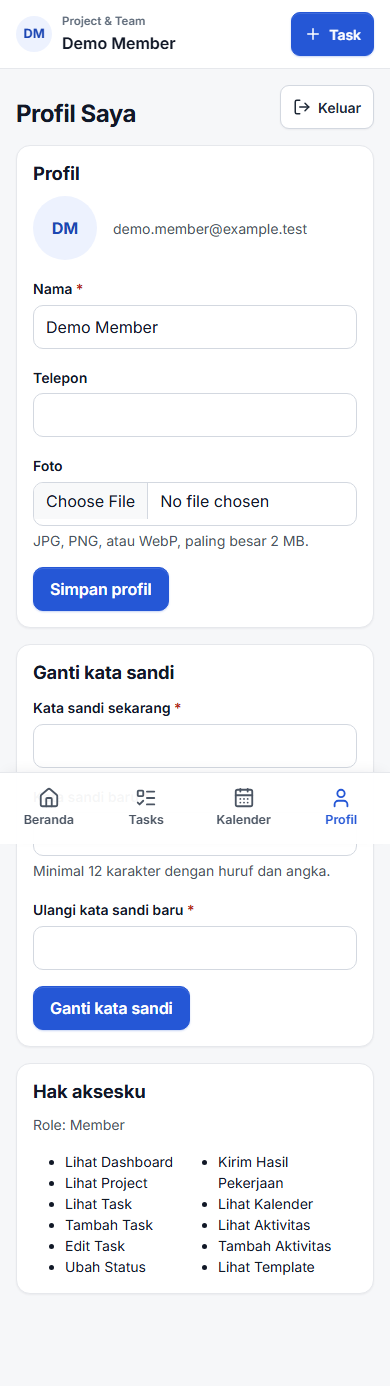 DM
Project & Team
Demo Member
+ Task
Profil Saya
Keluar
Profil
DM
demo.member@example.test
Nama *
Demo Member
Telepon
Foto
Choose File No file chosen
JPG, PNG, atau WebP, paling besar 2 MB.
Simpan profil
Ganti kata sandi
Kata sandi sekarang *
Beranda
Tasks
Kalender
Profil
Minimal 12 karakter dengan huruf dan angka.
Ulangi kata sandi baru *
Ganti kata sandi
Hak aksesku
Role: Member
Lihat Dashboard
Lihat Project
Lihat Task
Tambah Task
Edit Task
Ubah Status
Kirim Hasil
Pekerjaan
Lihat Kalender
Lihat Aktivitas
Tambah Aktivitas
Lihat Template